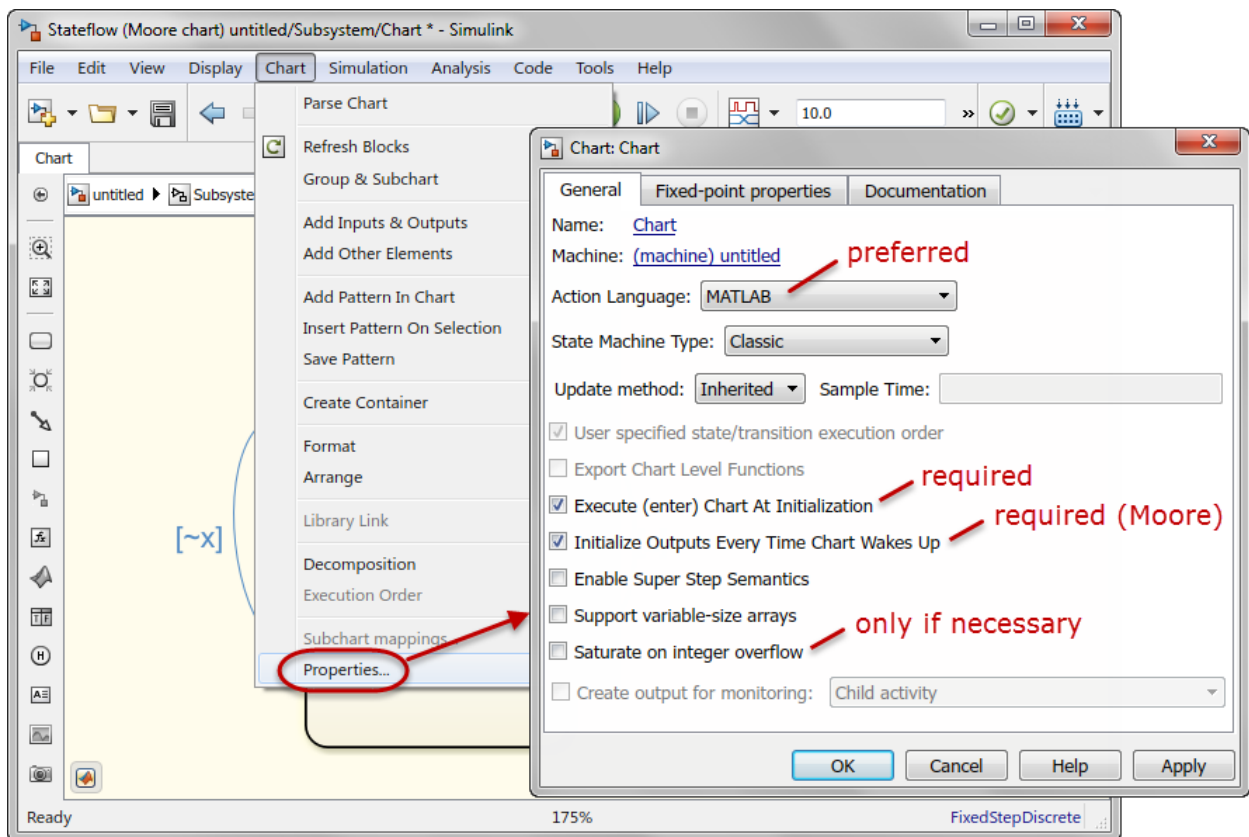 Stateflow (Moore chart) untitled/Subsystem/Chart * - Simulink
File Edit View Display Chart Simulation Analysis Code Tools Help
10.0 »
Chart
untitled Subsyste
Parse Chart
Refresh Blocks
Group & Subchart
Add Inputs & Outputs
Add Other Elements
Add Pattern In Chart
Insert Pattern On Selection
Save Pattern
Create Container
Format
Arrange
Library Link
Decomposition
Execution Order
Subchart mappings...
Properties...
[~x]
Chart: Chart
General Fixed-point properties Documentation
Name: Chart
Machine: (machine) untitled
preferred
Action Language: MATLAB
State Machine Type: Classic
Update method: Inherited Sample Time:
User specified state/transition execution order
Export Chart Level Functions
required
Execute (enter) Chart At Initialization
required (Moore)
Initialize Outputs Every Time Chart Wakes Up
Enable Super Step Semantics
Support variable-size arrays
only if necessary
Saturate on integer overflow
Create output for monitoring: Child activity
OK Cancel Help Apply
Ready 175% FixedStepDiscrete